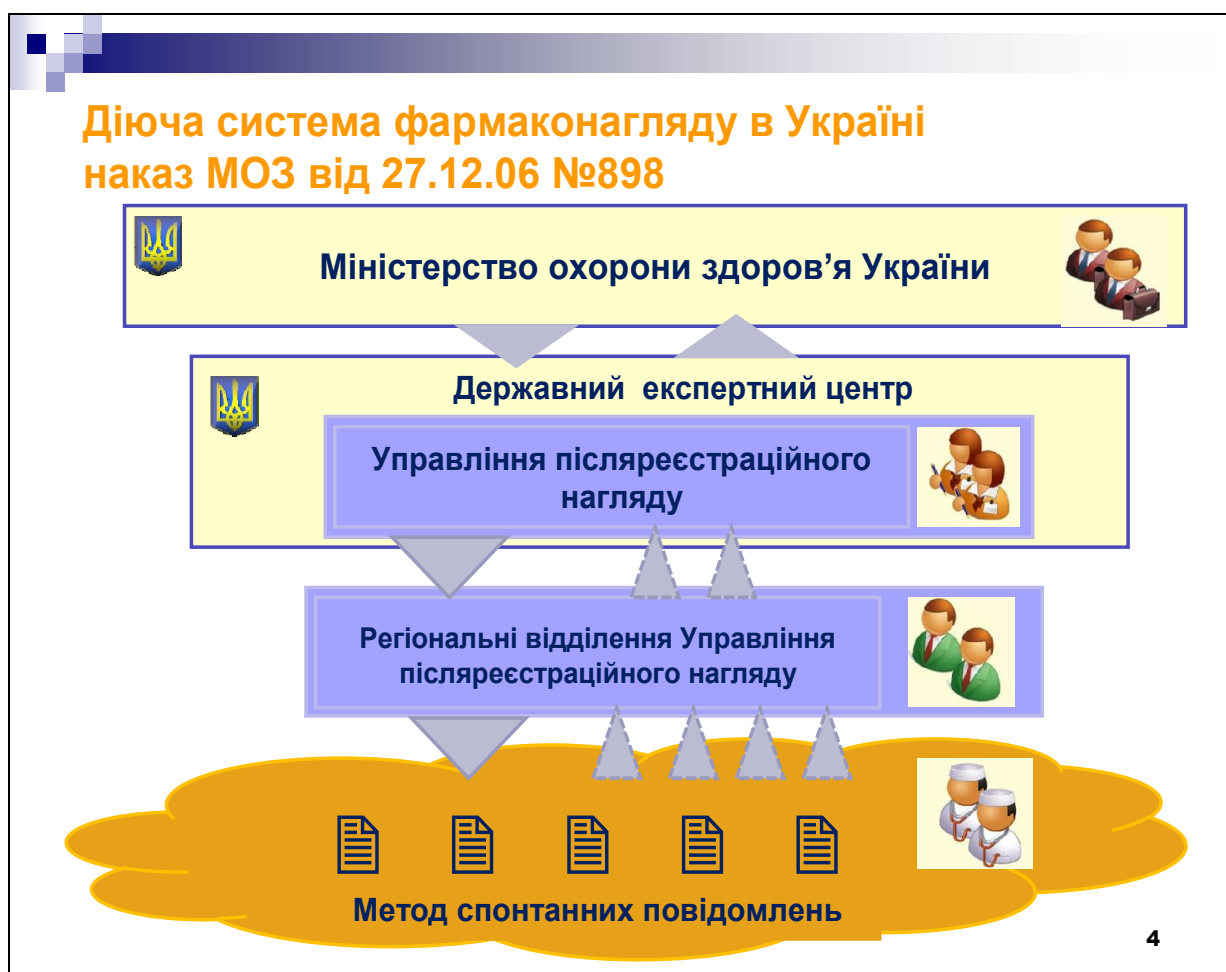 Діюча система фармаконагляду в Україні
наказ МОЗ від 27.12.06 №898
Міністерство охорони здоров’я України
Державний експертний центр
Управління післяреєстраційного
нагляду
Регіональні відділення Управління
післяреєстраційного нагляду
Метод спонтанних повідомлень
4